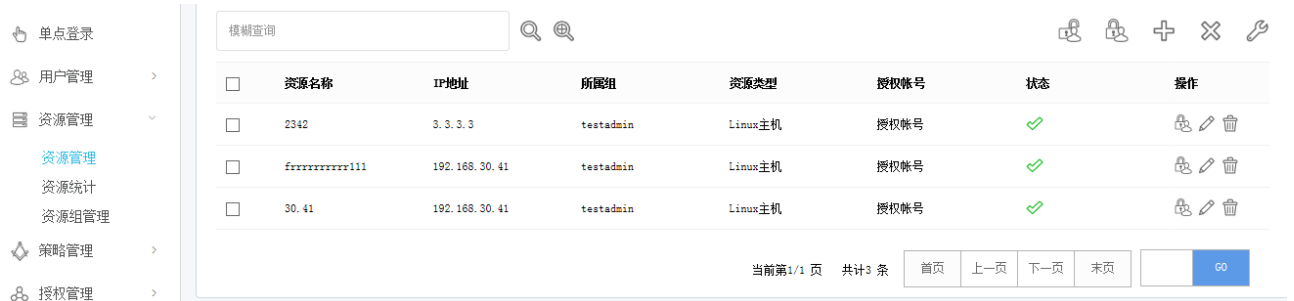 单点登录
用户管理
资源管理
资源管理
资源统计
资源组管理
策略管理
授权管理
模糊查询
资源名称 IP地址 所属组 资源类型 授权帐号 状态 操作
2342 3.3.3.3 testadmin Linux主机 授权帐号
frrrrrrrrrr111 192.168.30.41 testadmin Linux主机 授权帐号
30.41 192.168.30.41 testadmin Linux主机 授权帐号
当前第1/1 页 共计3 条 首页 上一页 下一页 末页 GO